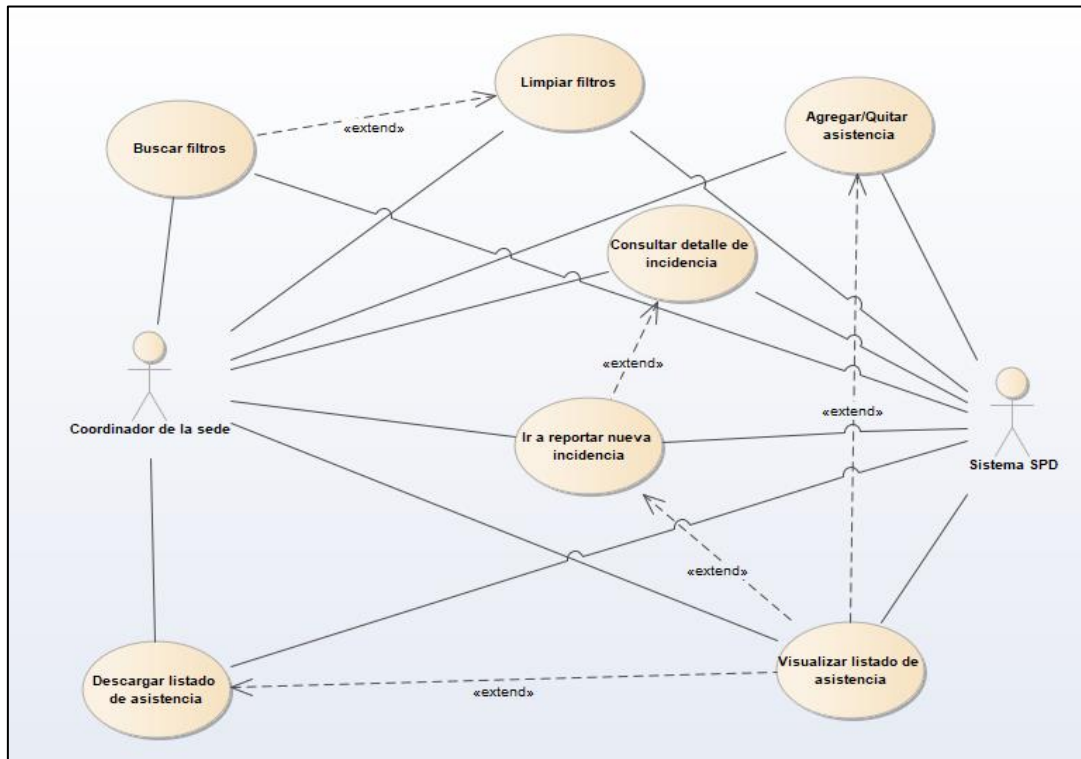 Limpiar filtros
Buscar filtros
«extend»
Agregar/Quitar
asistencia
Consultar detalle de
incidencia
«extend»
Coordinador de la sede
«extend»
Ir a reportar nueva
incidencia
Sistema SPD
«extend»
Descargar listado
de asistencia
«extend»
Visualizar listado de
asistencia